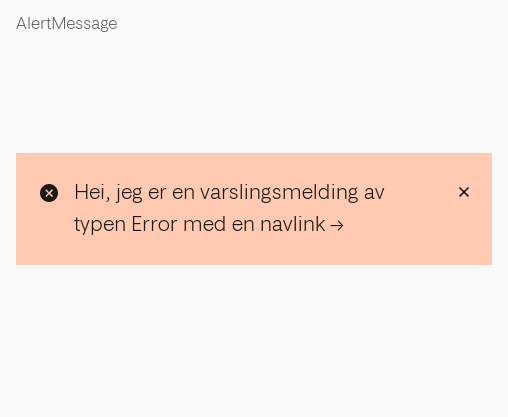 AlertMessage
Hei, jeg er en varslingsmelding av
typen Error med en navlink →